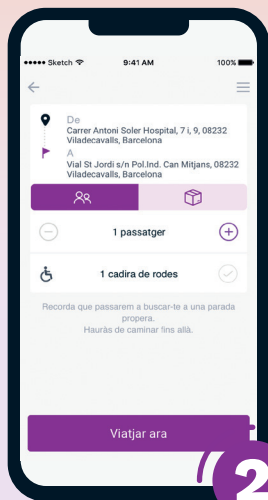 Sketch 9:41 AM 100%
De
Carrer Antoni Soler Hospital, 7 i, 9, 08232
Viladecavalls, Barcelona
A
Vial St Jordi s/n Pol.Ind. Can Mitjans, 08232
Viladecavalls, Barcelona
1 passatger
1 cadira de rodes
Recorda que passarem a buscar-te a una parada
propera.
Hauràs de caminar fins allà.
Viatjar ara
2